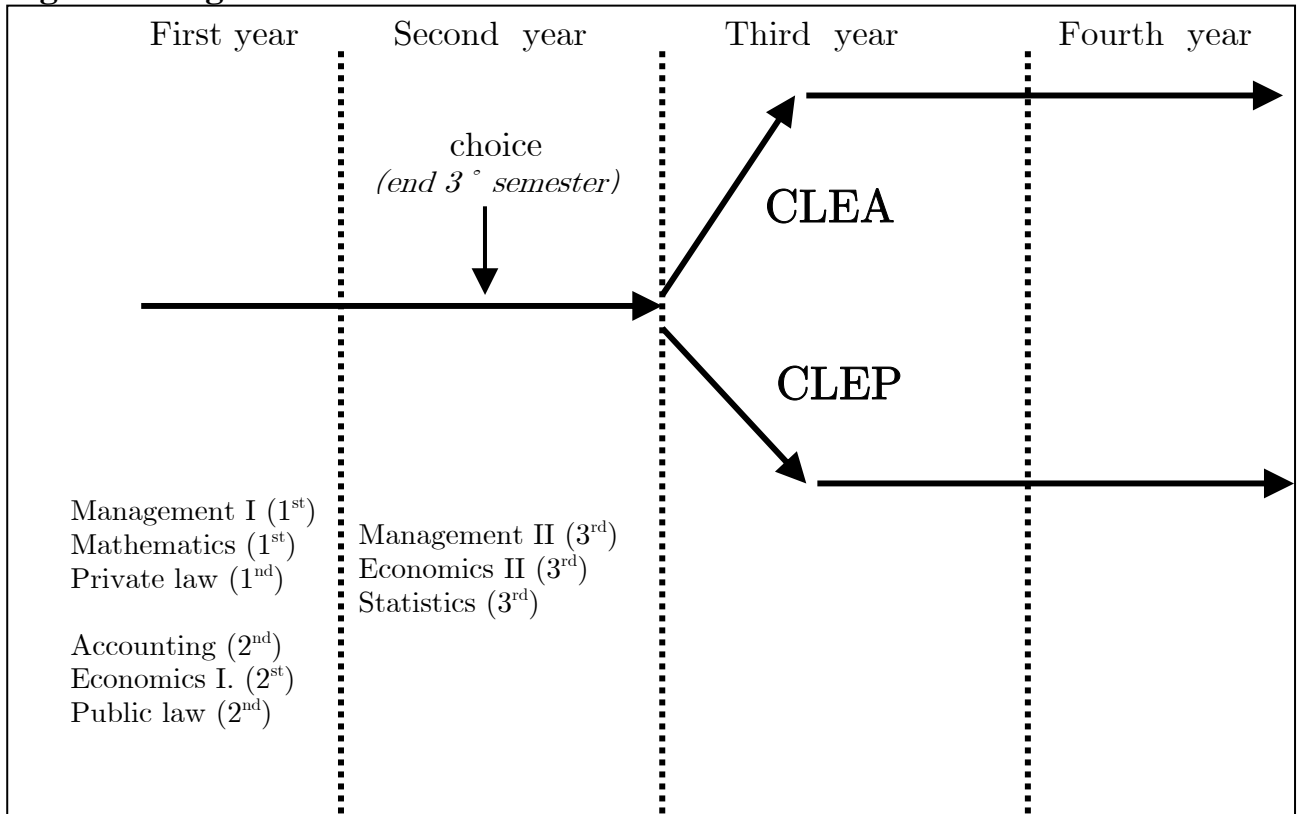 First year Second year Third year Fourth year
choice
(end 3° semester)
CLEA
CLEP
Management I (1st)
Mathematics (1st)
Private law (1nd)
Accounting (2nd)
Economics I. (2st)
Public law (2nd)
Management II (3rd)
Economics II (3rd)
Statistics (3rd)